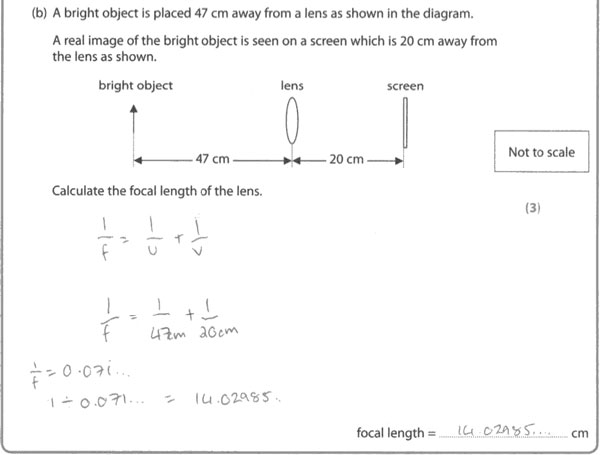 (b) A bright object is placed 47 cm away from a lens as shown in the diagram.
A real image of the bright object is seen on a screen which is 20 cm away from
the lens as shown.
bright object lens screen
47 cm 20 cm
Not to scale
Calculate the focal length of the lens.
(3)
1/f = 1/u + 1/v
1/f = 1/47m + 1/20cm
1/f = 0.071...
1 ÷ 0.071... = 14.02985..
focal length = 14.02985... cm